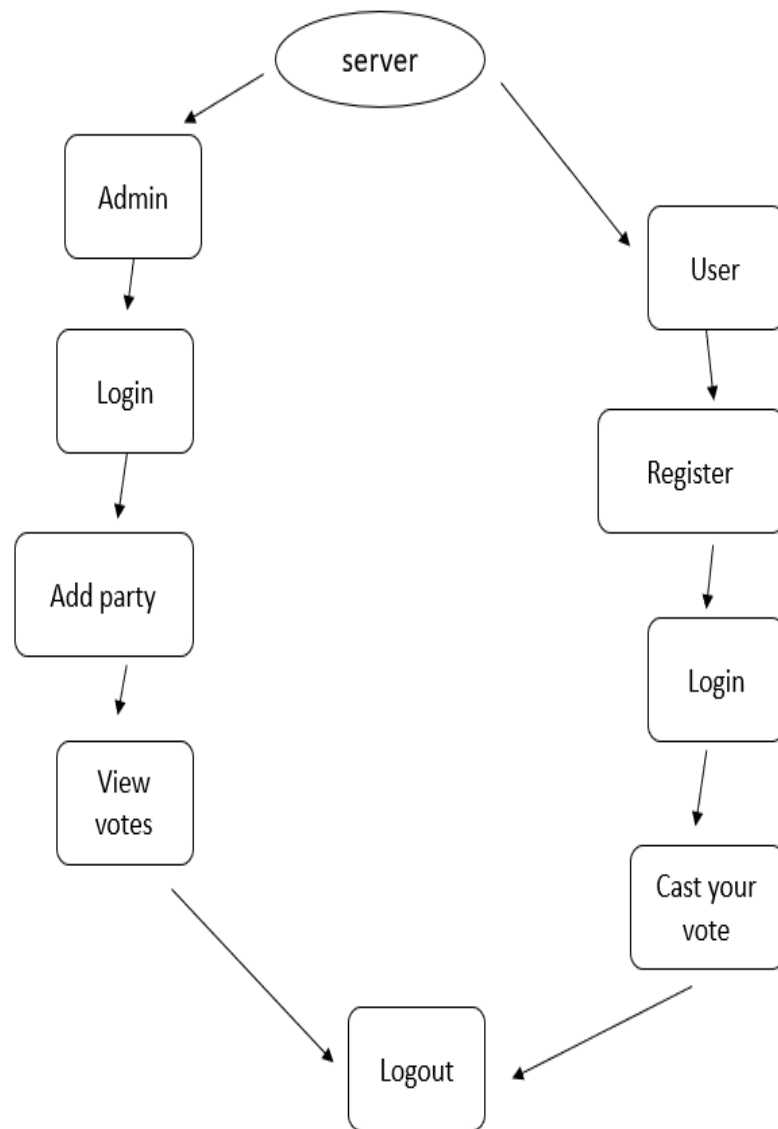 server
Admin
User
Login
Register
Add party
Login
View
votes
Cast your
vote
Logout